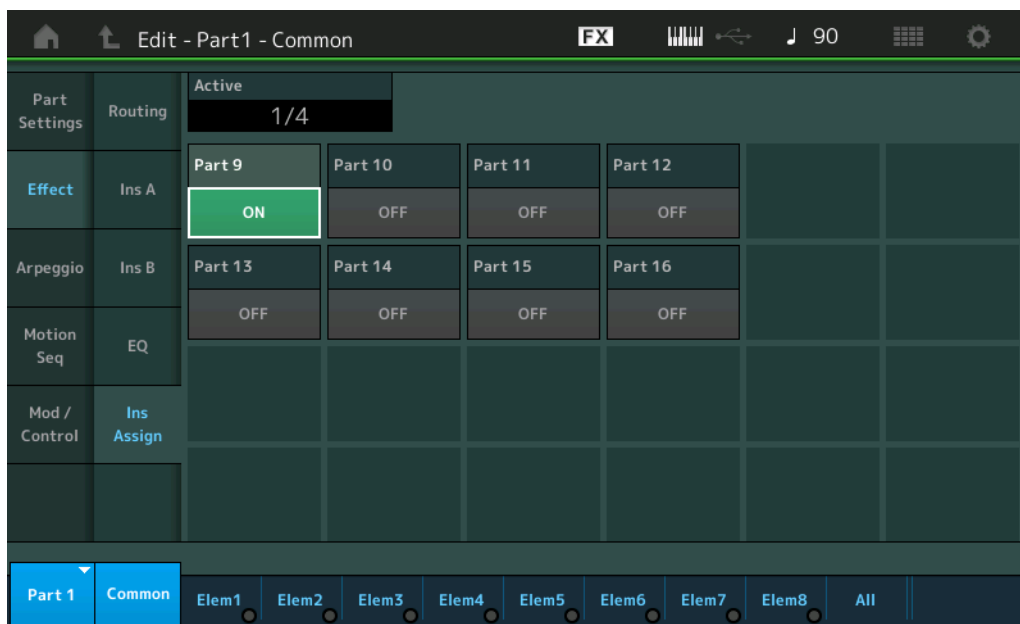 Edit - Part1 - Common
FX
90
Part
Settings
Routing
Active
1/4
Effect
Ins A
Part 9
Part 10
Part 11
Part 12
ON
OFF
OFF
OFF
Arpeggio
Ins B
Part 13
Part 14
Part 15
Part 16
OFF
OFF
OFF
OFF
Motion
Seq
EQ
Mod /
Control
Ins
Assign
Part 1
Common
Elem1
Elem2
Elem3
Elem4
Elem5
Elem6
Elem7
Elem8
All